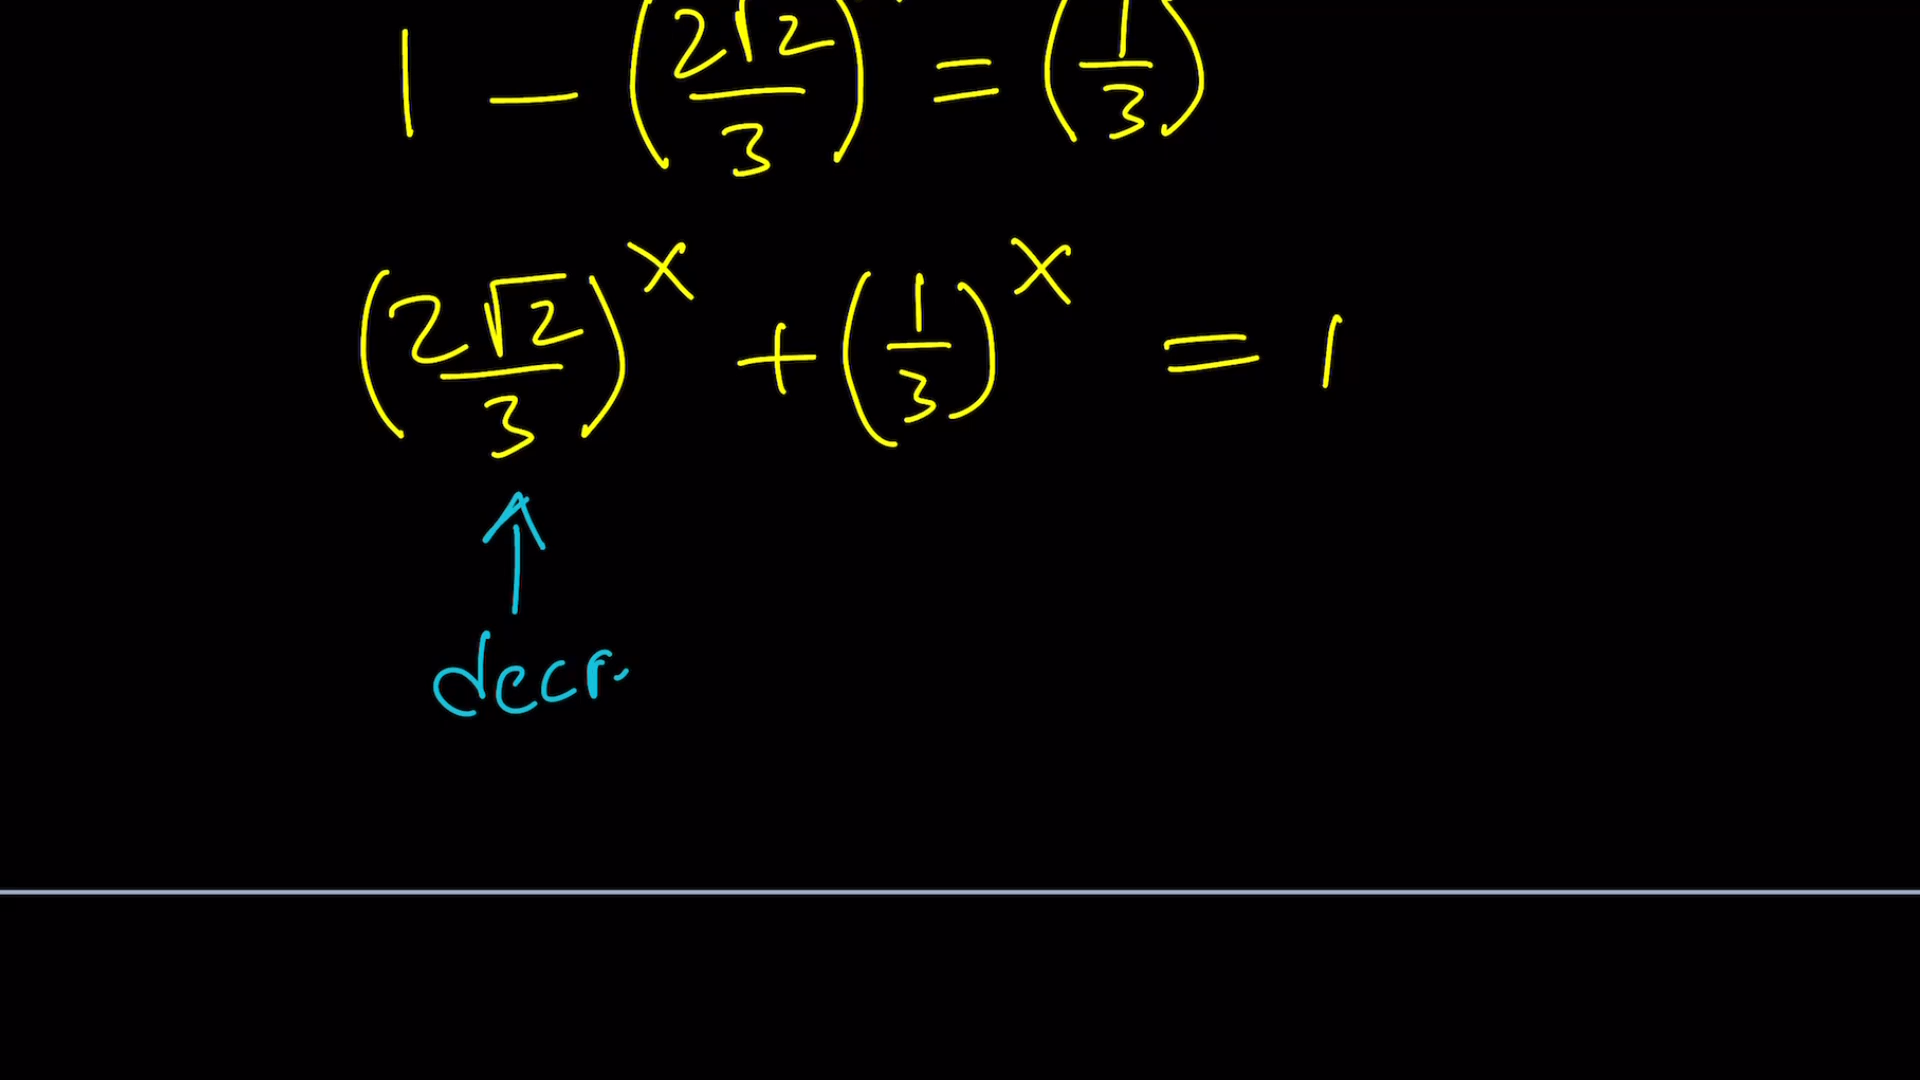 1 − (2√2/3) = (1/3)
(2√2/3)^x + (1/3)^x = 1
↑
decr.